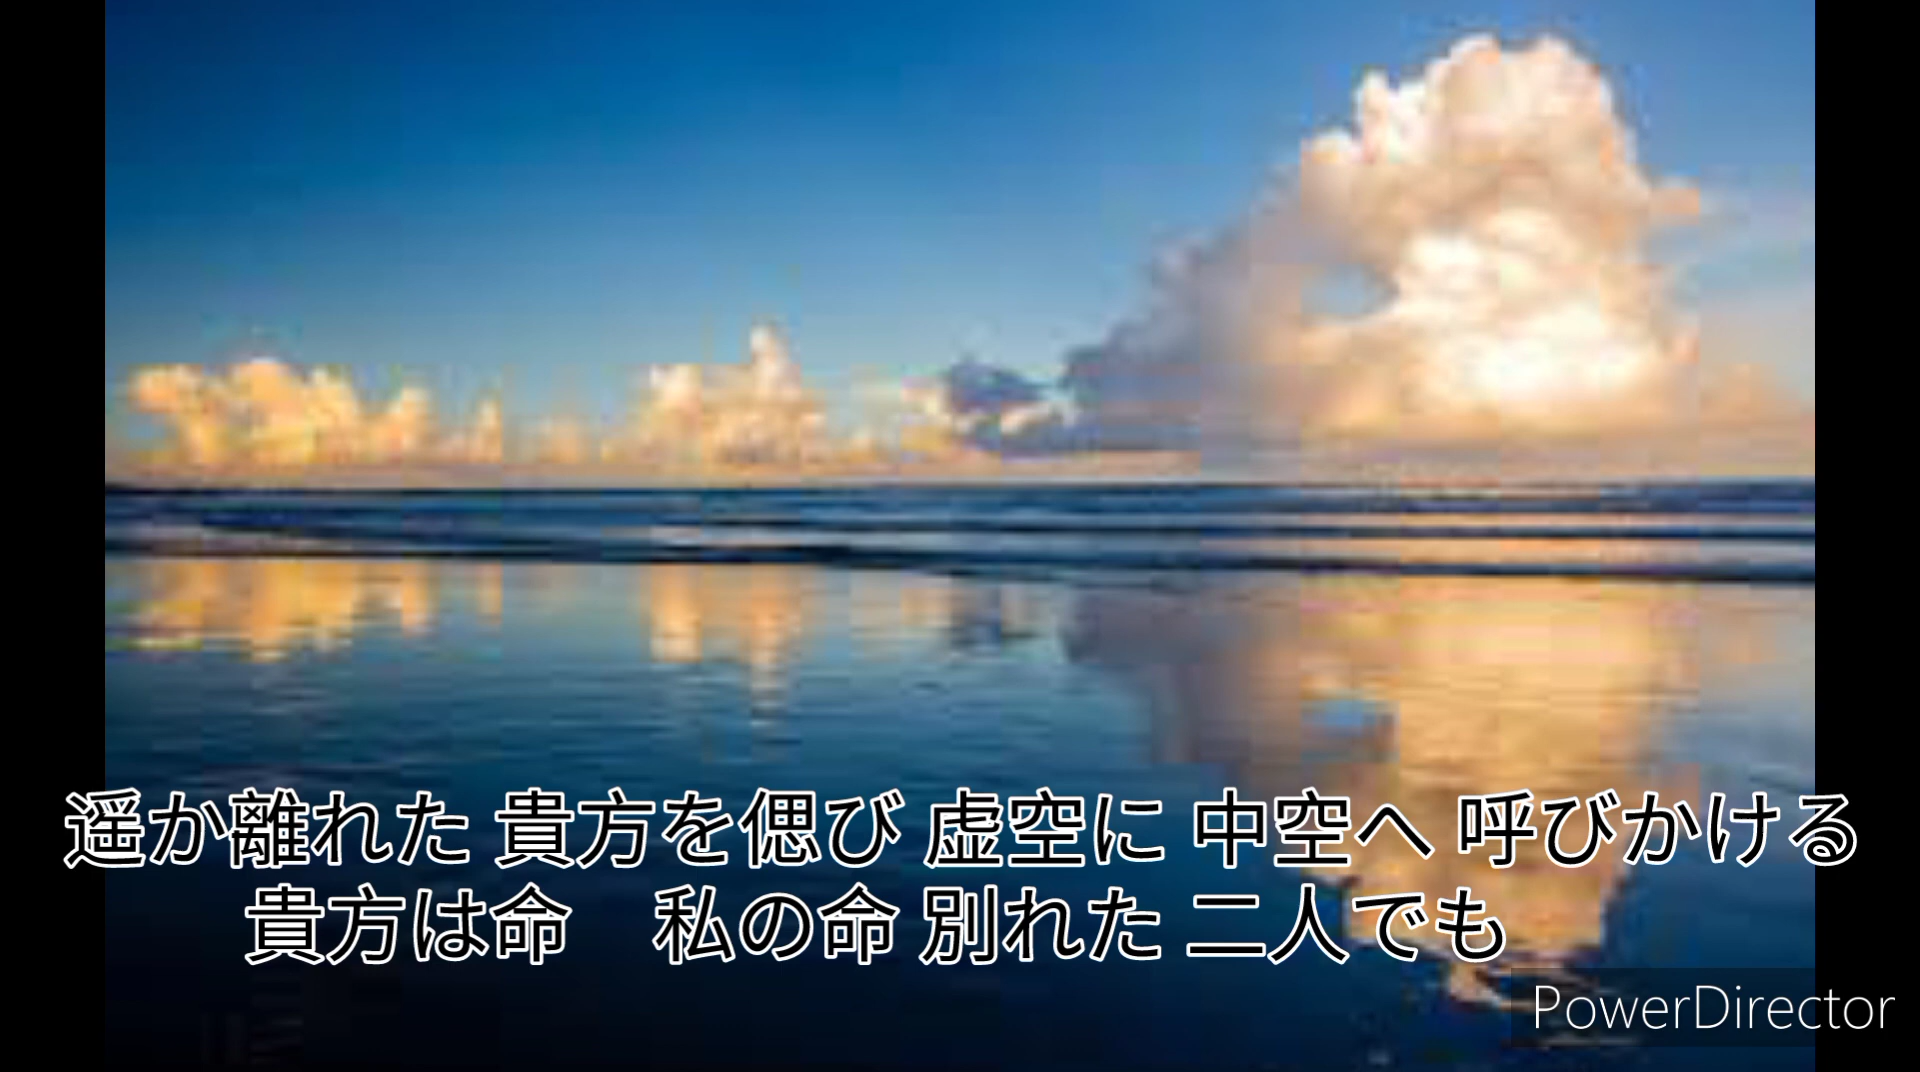 遥か離れた 貴方を偲び 虚空に 中空へ 呼びかける
貴方は命　私の命 別れた 二人でも
PowerDirector